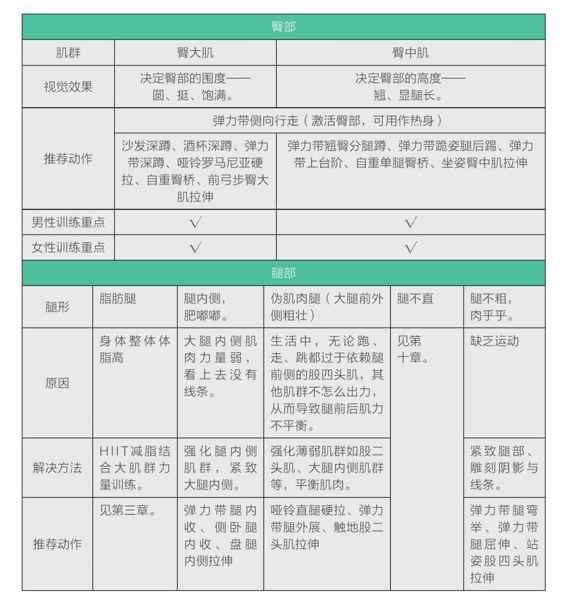 臀部
肌群
臀大肌
臀中肌
视觉效果
决定臀部的围度——
圆、挺、饱满。
决定臀部的高度——
翘、显腿长。
推荐动作
弹力带侧向行走（激活臀部，可用作热身）
沙发深蹲、酒杯深蹲、弹力
带深蹲、哑铃罗马尼亚硬
拉、自重臀桥、前弓步臀大
肌拉伸
弹力带翘臀分腿蹲、弹力带跪姿腿后踢、弹力
带上台阶、自重单腿臀桥、坐姿臀中肌拉伸
男性训练重点
√
√
女性训练重点
√
√
腿部
腿形
脂肪腿
腿内侧，
肥嘟嘟。
伪肌肉腿（大腿前外
侧粗壮）
腿不直
腿不粗，
肉乎乎。
原因
身体整体体
脂高
大腿内侧肌
肉力量弱，
看上去没有
线条。
生活中，无论跑、
走、跳都过于依赖腿
前侧的股四头肌，其
他肌群不怎么出力，
从而导致腿前后肌力
不平衡。
见第
十章。
缺乏运动
解决方法
HIIT减脂结
合大肌群力
量训练。
强化腿内侧
肌群，紧致
大腿内侧。
强化薄弱肌群如股二
头肌、大腿内侧肌群
等，平衡肌肉。
紧致腿部、
雕刻阴影与
线条。
推荐动作
见第三章。
弹力带腿内
收、侧卧腿
内收、盘腿
内侧拉伸
哑铃直腿硬拉、弹力
带腿外展、触地股二
头肌拉伸
弹力带腿弯
举、弹力带
腿屈伸、站
姿股四头肌
拉伸